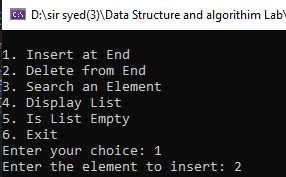 D:\sir syed(3)\Data Structure and algorithim Lab\
1. Insert at End
2. Delete from End
3. Search an Element
4. Display List
5. Is List Empty
6. Exit
Enter your choice: 1
Enter the element to insert: 2